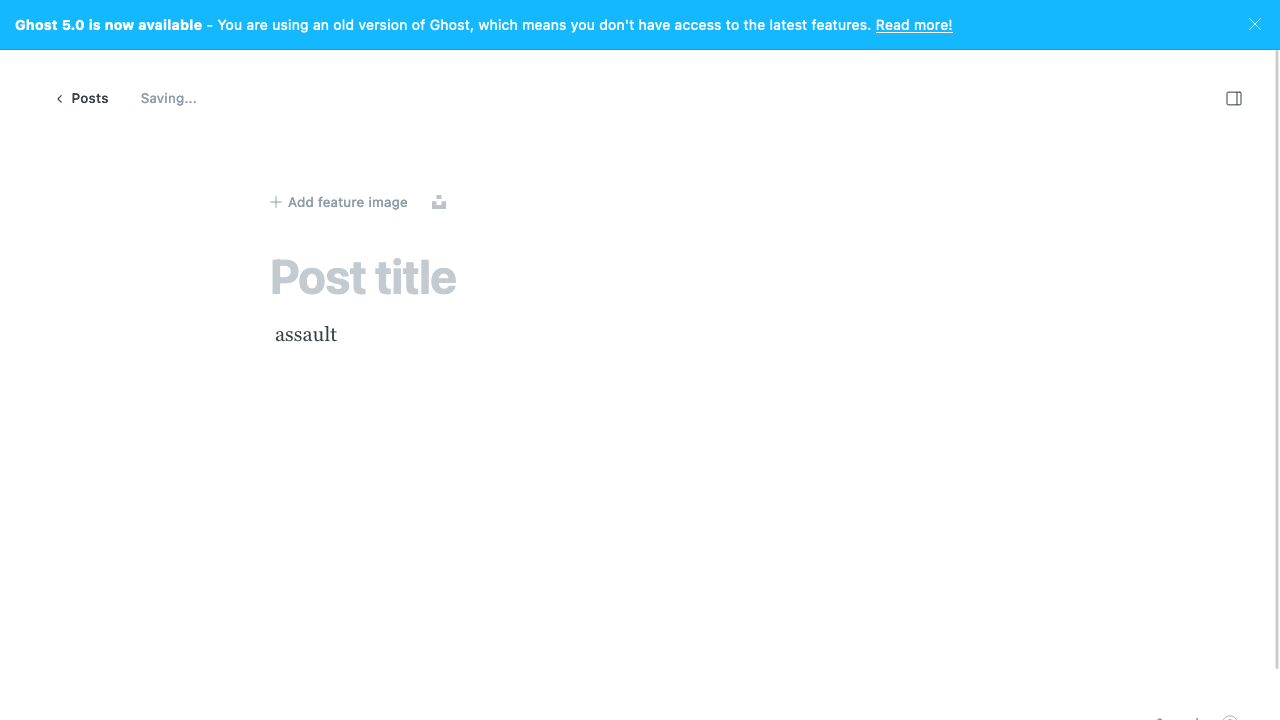 Ghost 5.0 is now available - You are using an old version of Ghost, which means you don't have access to the latest features. Read more!
Posts Saving...
Add feature image
Post title
assault